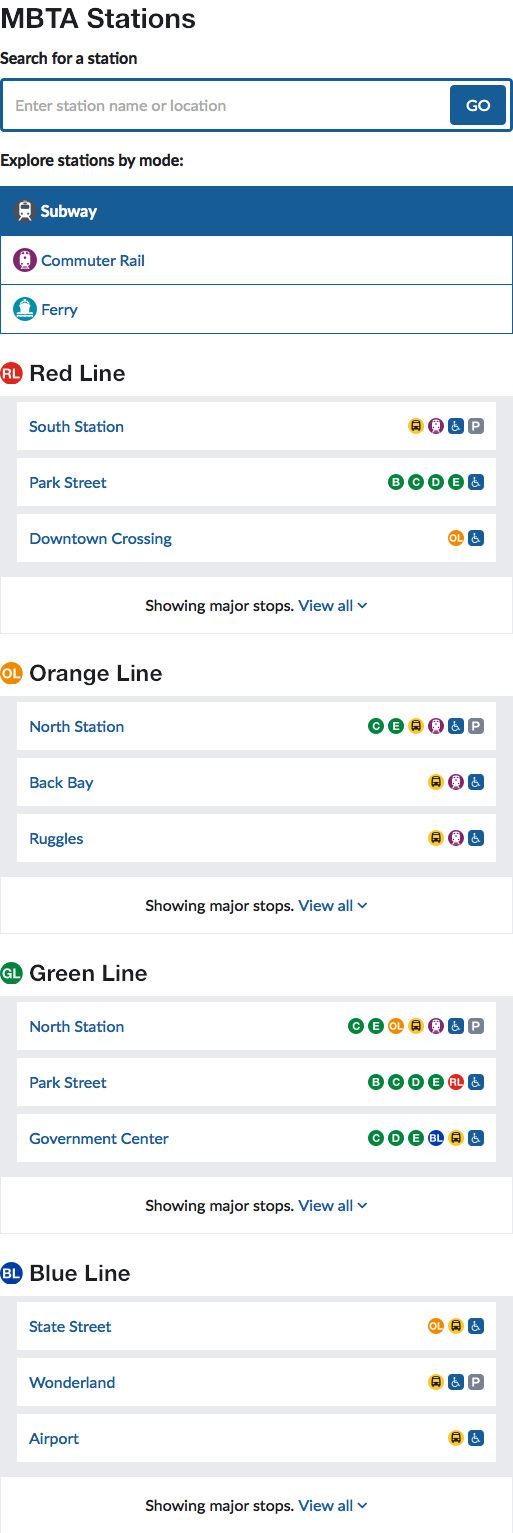 MBTA Stations
Search for a station
Enter station name or location GO
Explore stations by mode:
Subway
Commuter Rail
Ferry
RL Red Line
South Station P
Park Street B C D E
Downtown Crossing OL
Showing major stops. View all
OL Orange Line
North Station C E P
Back Bay
Ruggles
Showing major stops. View all
GL Green Line
North Station C E OL P
Park Street B C D E RL
Government Center C D E BL
Showing major stops. View all
BL Blue Line
State Street OL
Wonderland P
Airport
Showing major stops. View all